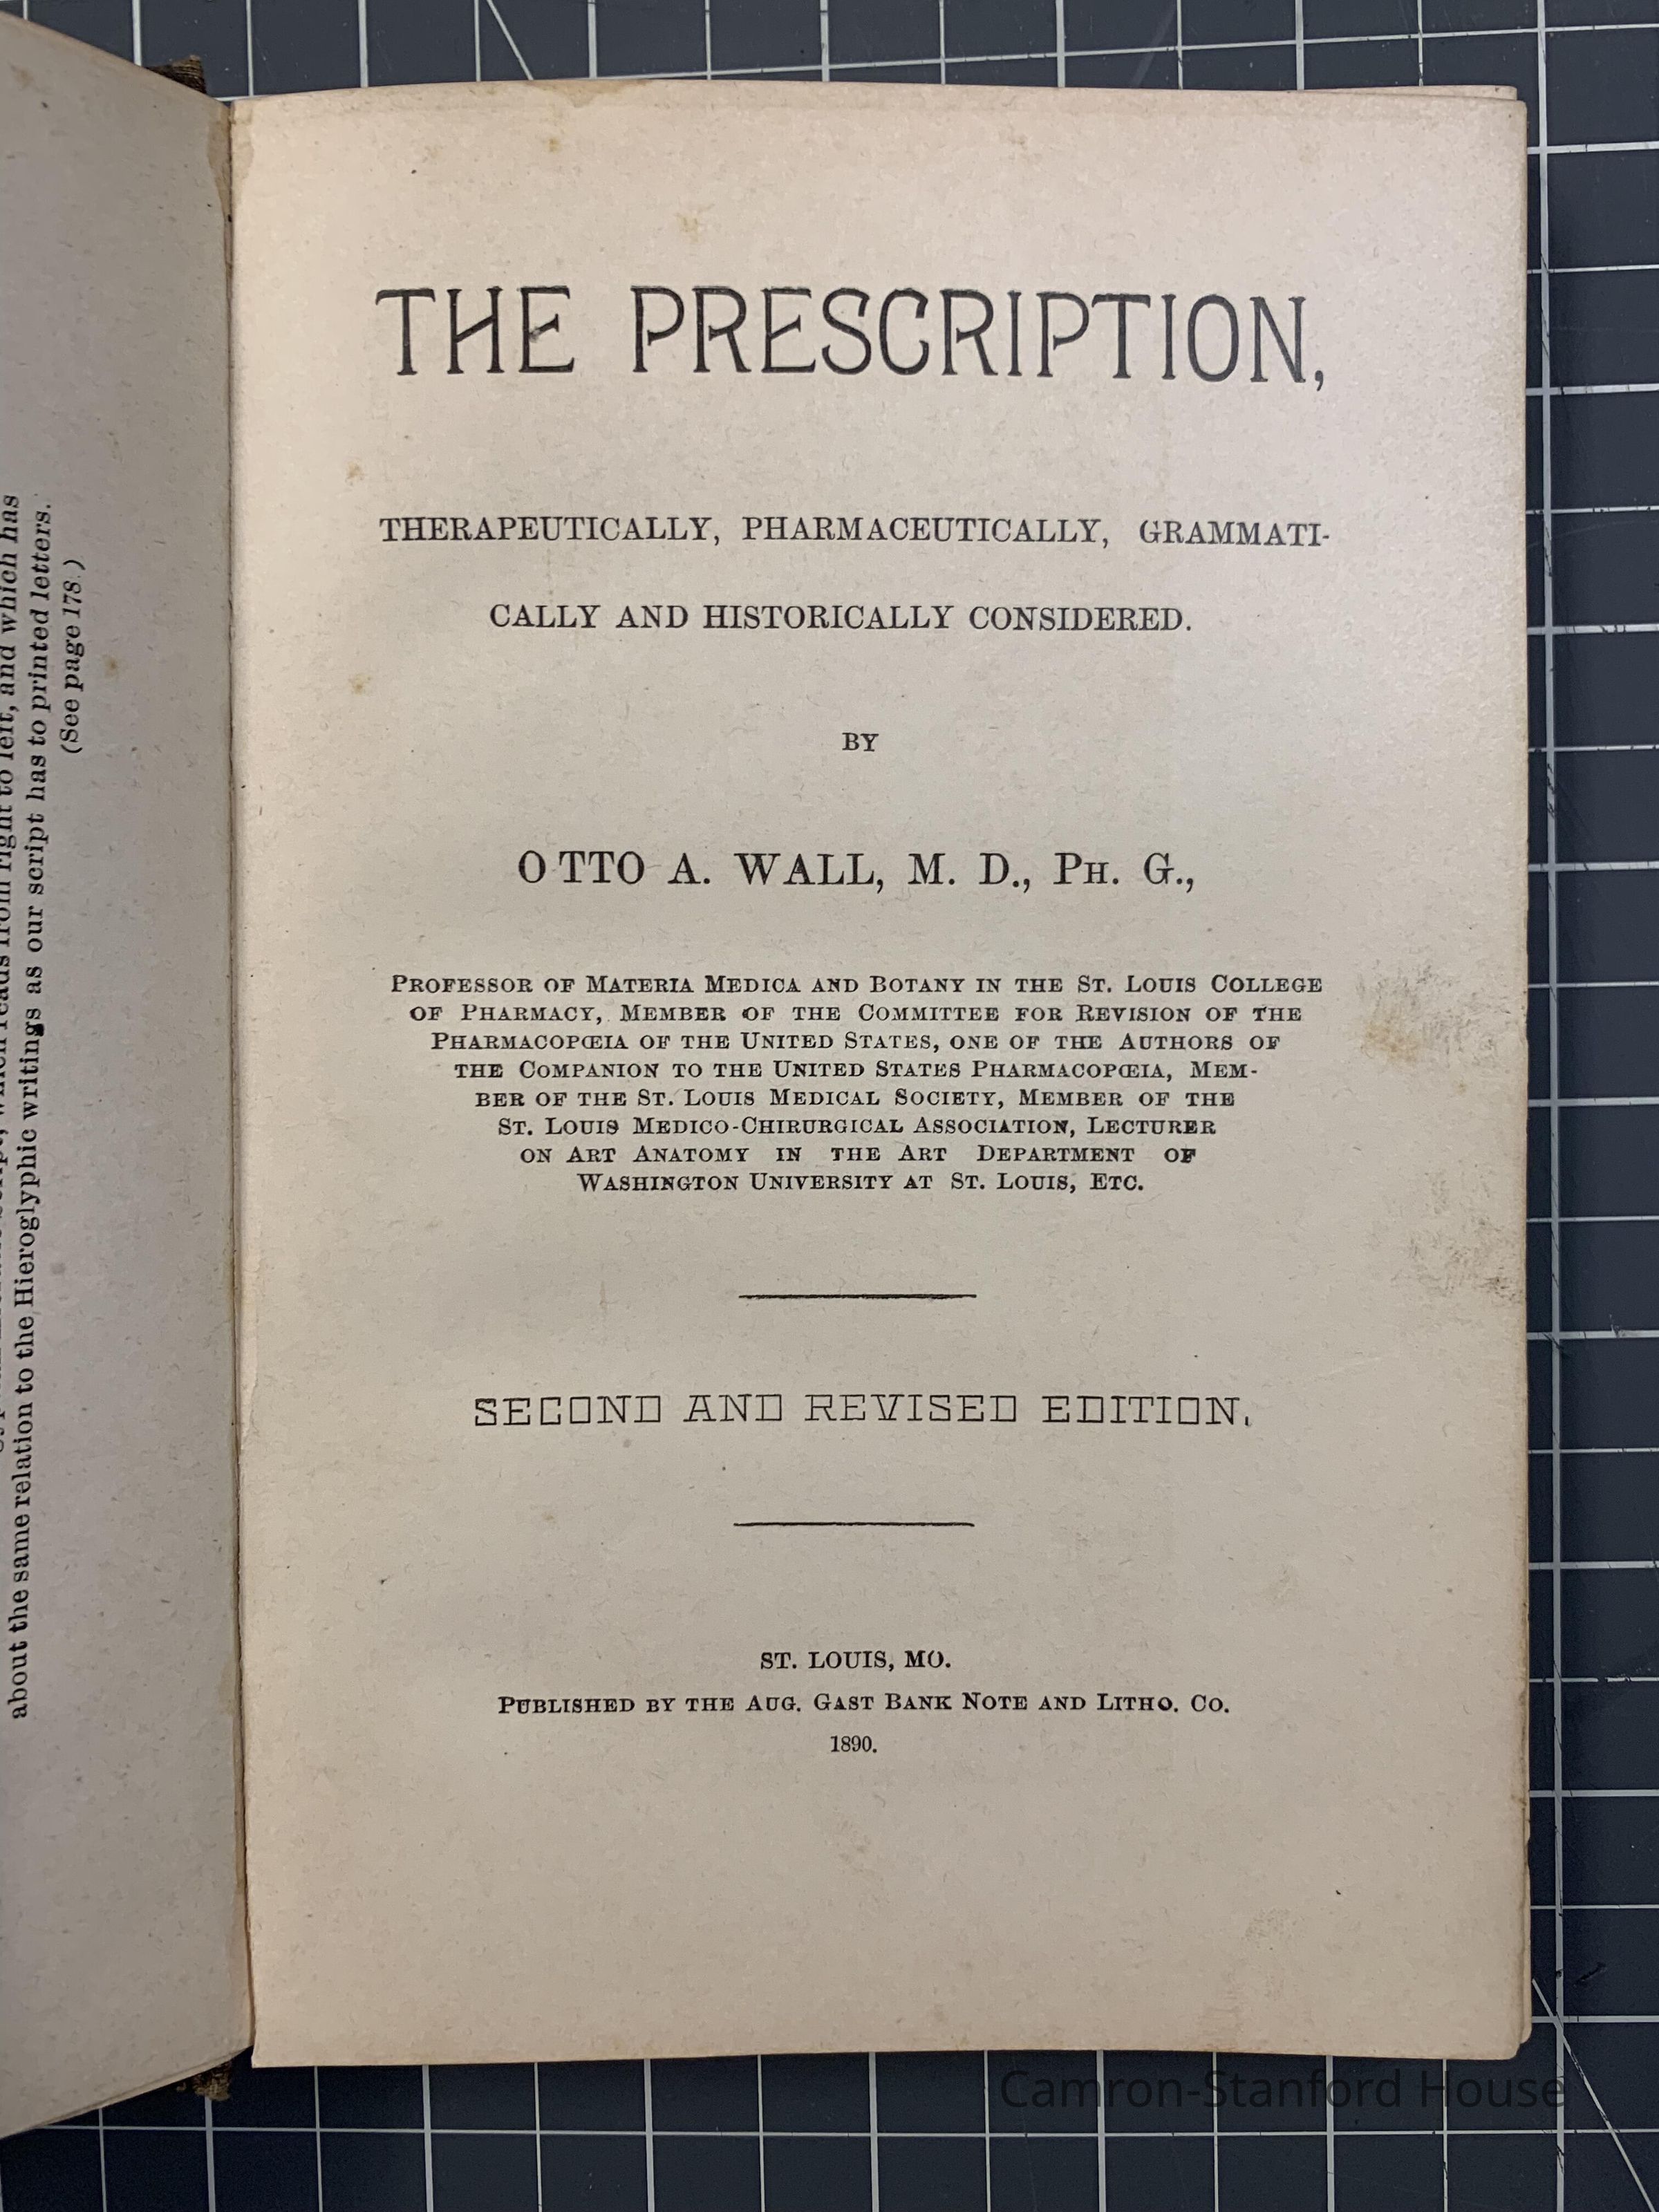 about the same relation to the Hieroglyphic writings as our script has to printed letters.
(See page 178.)
THE PRESCRIPTION,
THERAPEUTICALLY, PHARMACEUTICALLY, GRAMMATI-
CALLY AND HISTORICALLY CONSIDERED.
BY
OTTO A. WALL, M. D., PH. G.,
PROFESSOR OF MATERIA MEDICA AND BOTANY IN THE ST. LOUIS COLLEGE
OF PHARMACY, MEMBER OF THE COMMITTEE FOR REVISION OF THE
PHARMACOPŒIA OF THE UNITED STATES, ONE OF THE AUTHORS OF
THE COMPANION TO THE UNITED STATES PHARMACOPŒIA, MEM-
BER OF THE ST. LOUIS MEDICAL SOCIETY, MEMBER OF THE
ST. LOUIS MEDICO-CHIRURGICAL ASSOCIATION, LECTURER
ON ART ANATOMY IN THE ART DEPARTMENT OF
WASHINGTON UNIVERSITY AT ST. LOUIS, ETC.
SECOND AND REVISED EDITION.
ST. LOUIS, MO.
PUBLISHED BY THE AUG. GAST BANK NOTE AND LITHO. CO.
1890.
Camron-Stanford House